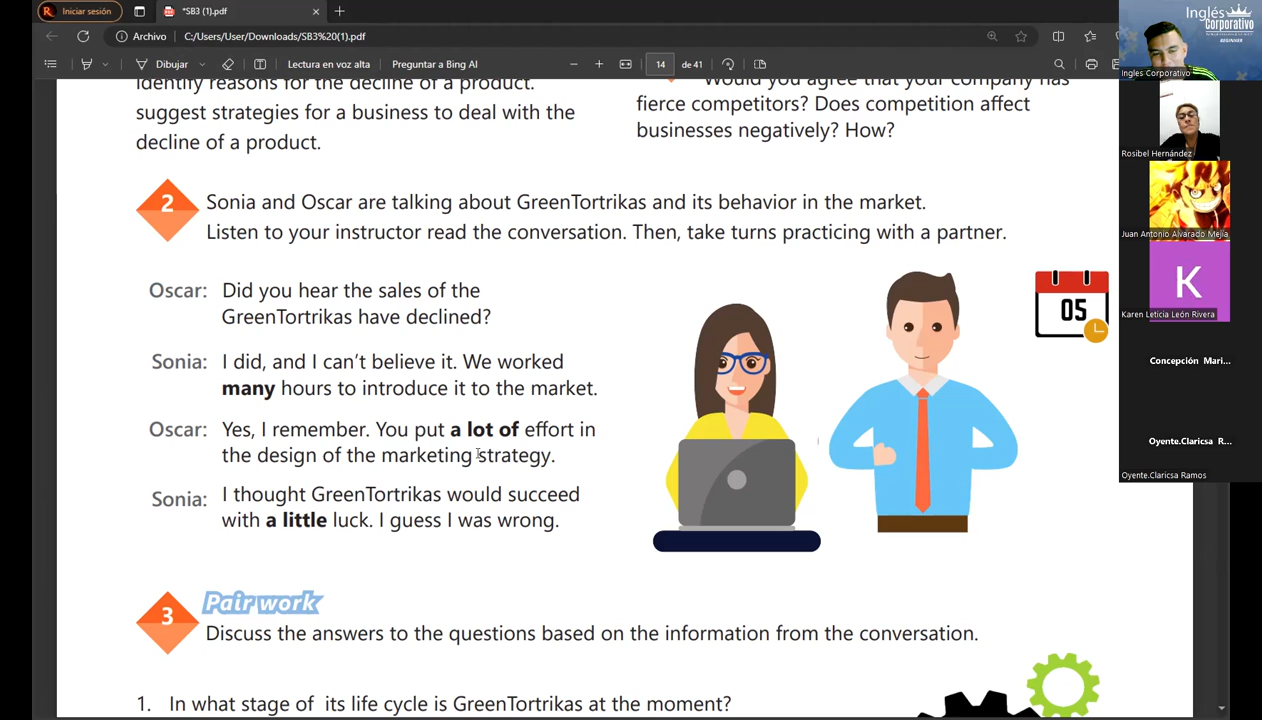 Iniciar sesión
*SB3 (1).pdf
Archivo
C:/Users/User/Downloads/SB3%20(1).pdf
Dibujar
Lectura en voz alta
Preguntar a Bing AI
14
de 41
identify reasons for the decline of a product.
suggest strategies for a business to deal with the
decline of a product.
Would you agree that your company has
fierce competitors? Does competition affect
businesses negatively? How?
2
Sonia and Oscar are talking about GreenTortrikas and its behavior in the market.
Listen to your instructor read the conversation. Then, take turns practicing with a partner.
Oscar: Did you hear the sales of the
GreenTortrikas have declined?
Sonia: I did, and I can't believe it. We worked
many hours to introduce it to the market.
Oscar: Yes, I remember. You put a lot of effort in
the design of the marketing strategy.
Sonia: I thought GreenTortrikas would succeed
with a little luck. I guess I was wrong.
05
3
Pair work
Discuss the answers to the questions based on the information from the conversation.
1. In what stage of its life cycle is GreenTortrikas at the moment?
Inglés
Corporativo
BEGINNER
Ingles Corporativo
Rosibel Hernández
Juan Antonio Alvarado Mejía
K
Karen Leticia León Rivera
Concepción Mari...
Oyente.Claricsa R...
Oyente.Claricsa Ramos